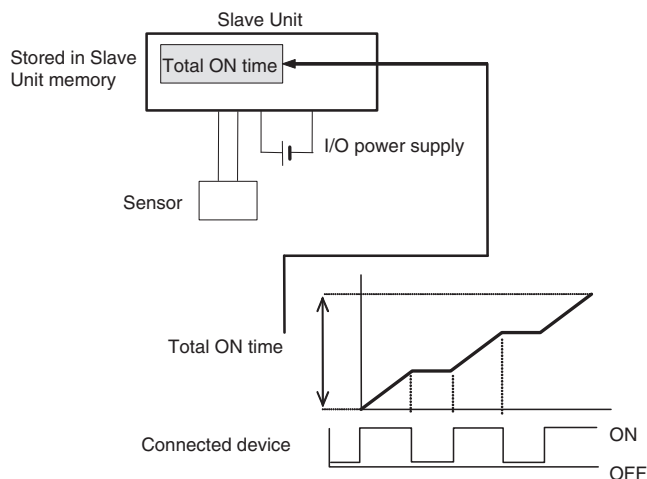 Slave Unit
Stored in Slave
Unit memory
Total ON time
I/O power supply
Sensor
Total ON time
Connected device
ON
OFF